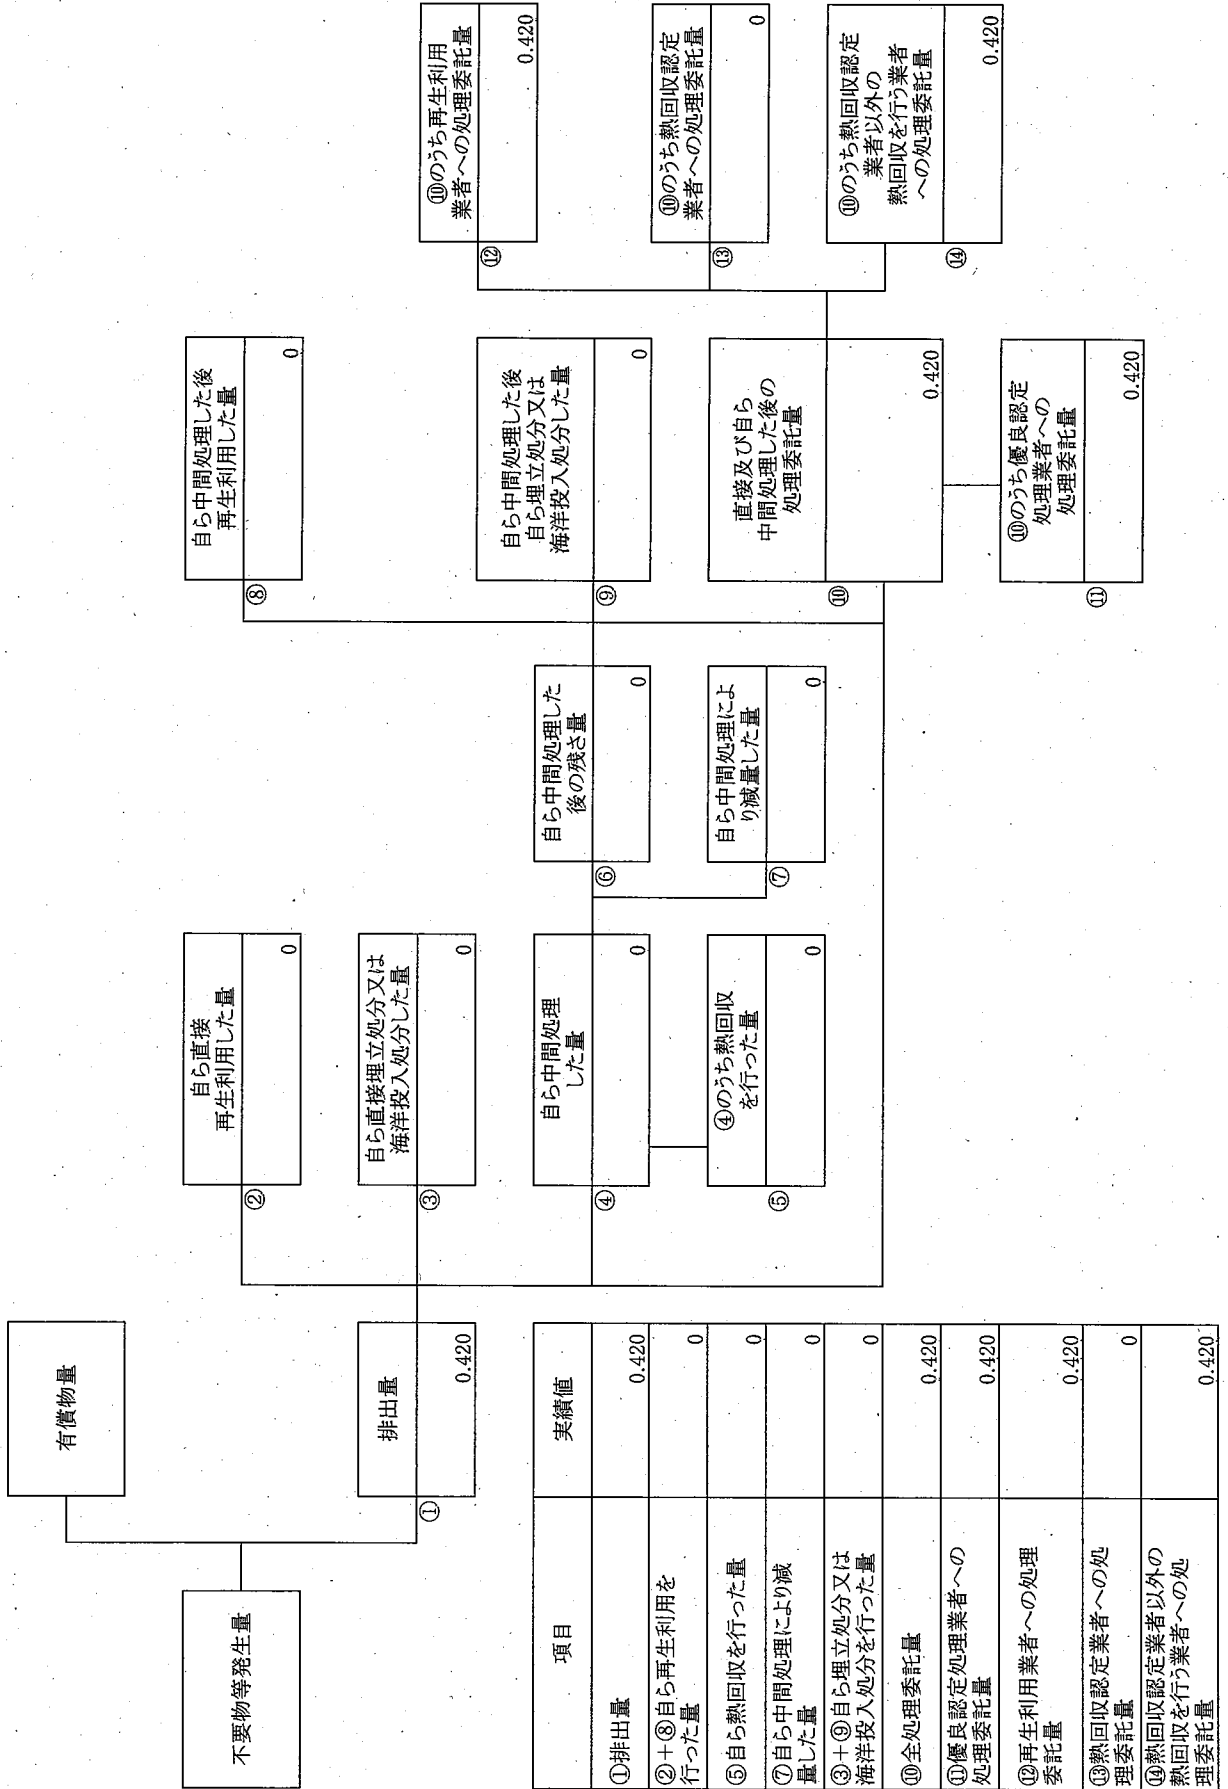 不要物等発生量
有償物量
①
排出量
0.420
②
自ら直接
再生利用した量
0
③
自ら直接埋立処分又は
海洋投入処分した量
0
④
自ら中間処理
した量
0
⑤
④のうち熱回収
を行った量
0
⑥
自ら中間処理した
後の残さ量
0
⑦
自ら中間処理によ
り減量した量
0
⑧
自ら中間処理した後
再生利用した量
0
⑨
自ら中間処理した後
自ら埋立処分又は
海洋投入処分した量
0
⑩
直接及び自ら
中間処理した後の
処理委託量
0.420
⑪
⑩のうち優良認定
処理業者への
処理委託量
0.420
⑫
⑩のうち再生利用
業者への処理委託量
0.420
⑬
⑩のうち熱回収認定
業者への処理委託量
0
⑭
⑩のうち熱回収認定
業者以外の
熱回収を行う業者
への処理委託量
0.420
項目 実績値
①排出量 0.420
②+⑧自ら再生利用を
行った量 0
⑤自ら熱回収を行った量 0
⑦自ら中間処理により減
量した量 0
③+⑨自ら埋立処分又は
海洋投入処分を行った量 0
⑩全処理委託量 0.420
⑪優良認定処理業者への
処理委託量 0.420
⑫再生利用業者への処理
委託量 0.420
⑬熱回収認定業者への処
理委託量 0
⑭熱回収認定業者以外の
熱回収を行う業者への処
理委託量 0.420